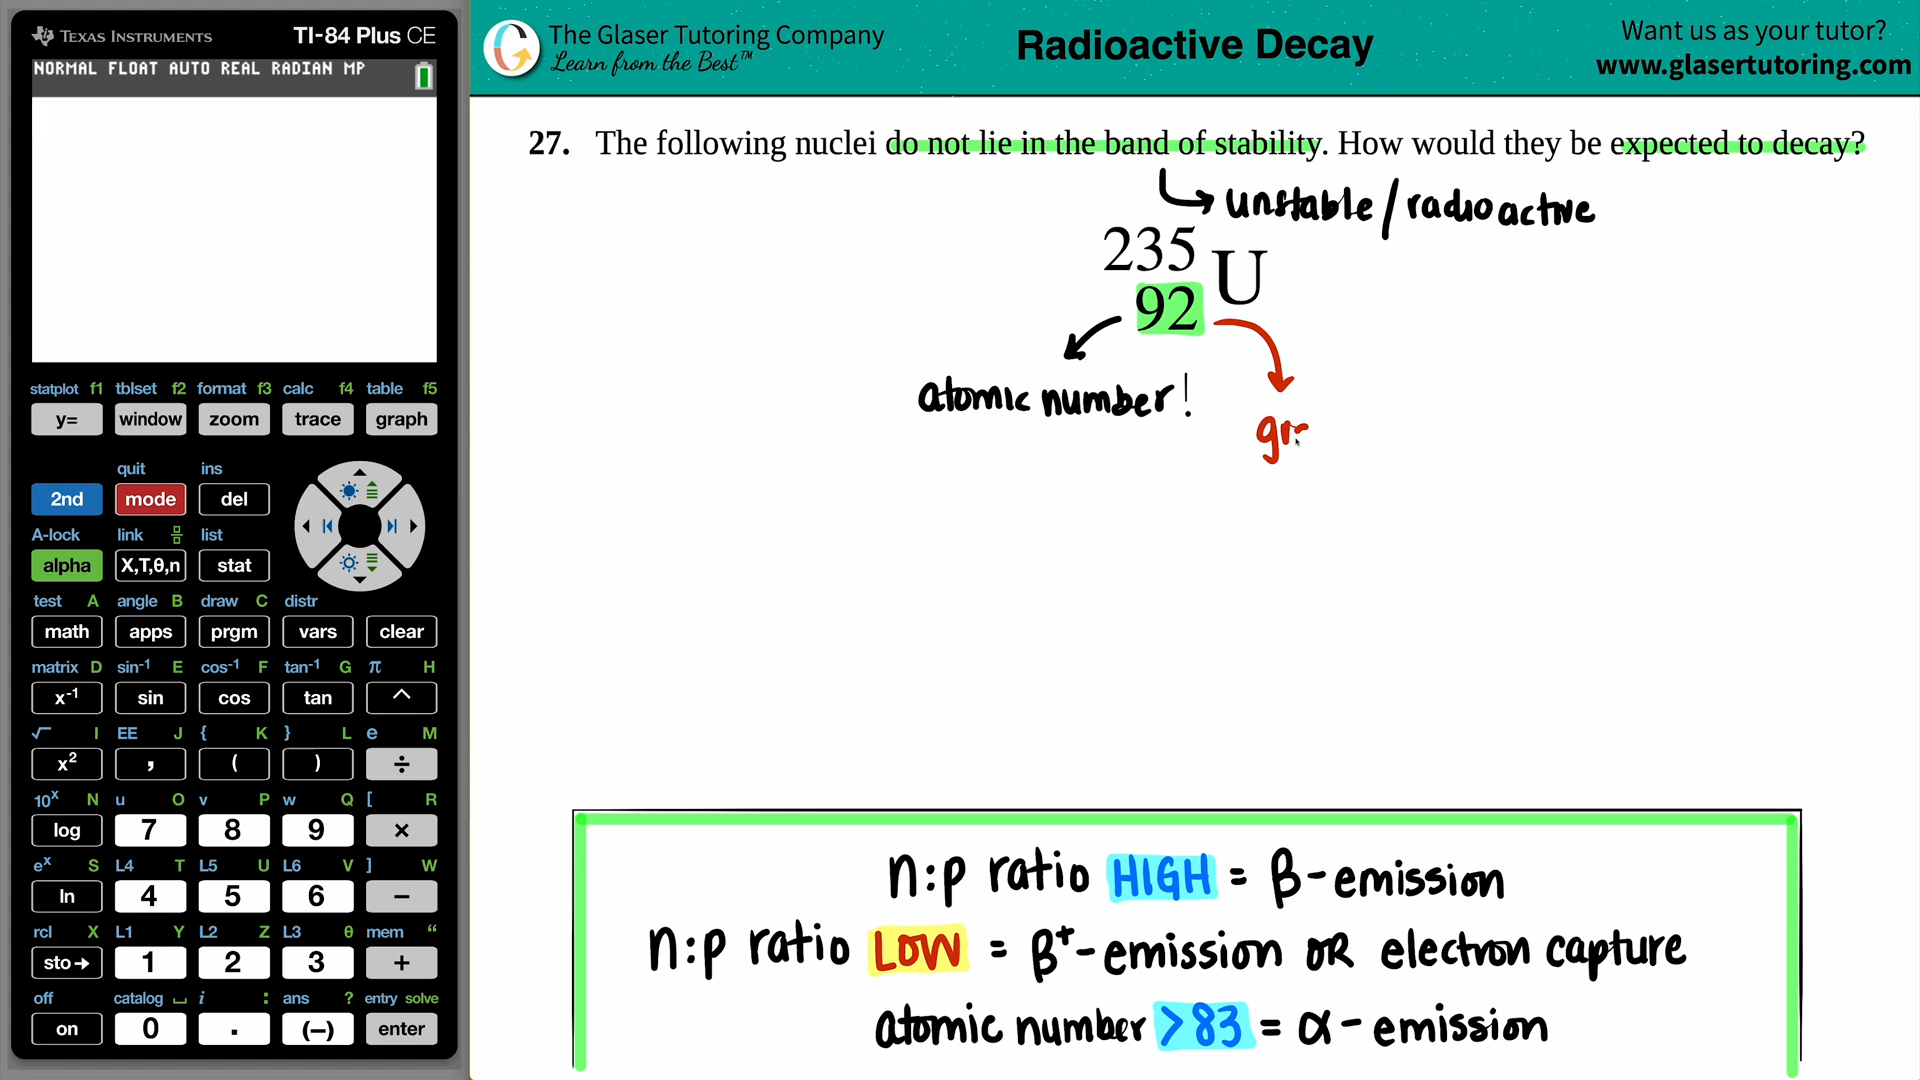 TEXAS INSTRUMENTS TI-84 Plus CE
NORMAL FLOAT AUTO REAL RADIAN MP
statplot f1 tblset f2 format f3 calc f4 table f5
y= window zoom trace graph
quit ins
2nd mode del
A-lock link list
alpha X,T,θ,n stat
test A angle B draw C distr
math apps prgm vars clear
matrix D sin⁻¹ E cos⁻¹ F tan⁻¹ G π H
x⁻¹ sin cos tan ^
√ I EE J { K } L e M
x² , ( ) ÷
10ˣ N u O v P w Q [ R
log 7 8 9 ×
eˣ S L4 T L5 U L6 V ] W
ln 4 5 6 −
rcl X L1 Y L2 Z L3 θ mem “
sto→ 1 2 3 +
off catalog ⎵ i : ans ? entry solve
on 0 . (−) enter
The Glaser Tutoring Company
Learn from the Best™
Radioactive Decay
Want us as your tutor?
www.glasertutoring.com
27. The following nuclei do not lie in the band of stability. How would they be expected to decay?
unstable/radioactive
235
92 U
atomic number!
gr
n:p ratio HIGH = β-emission
n:p ratio LOW = β⁺-emission OR electron capture
atomic number >83 = α-emission